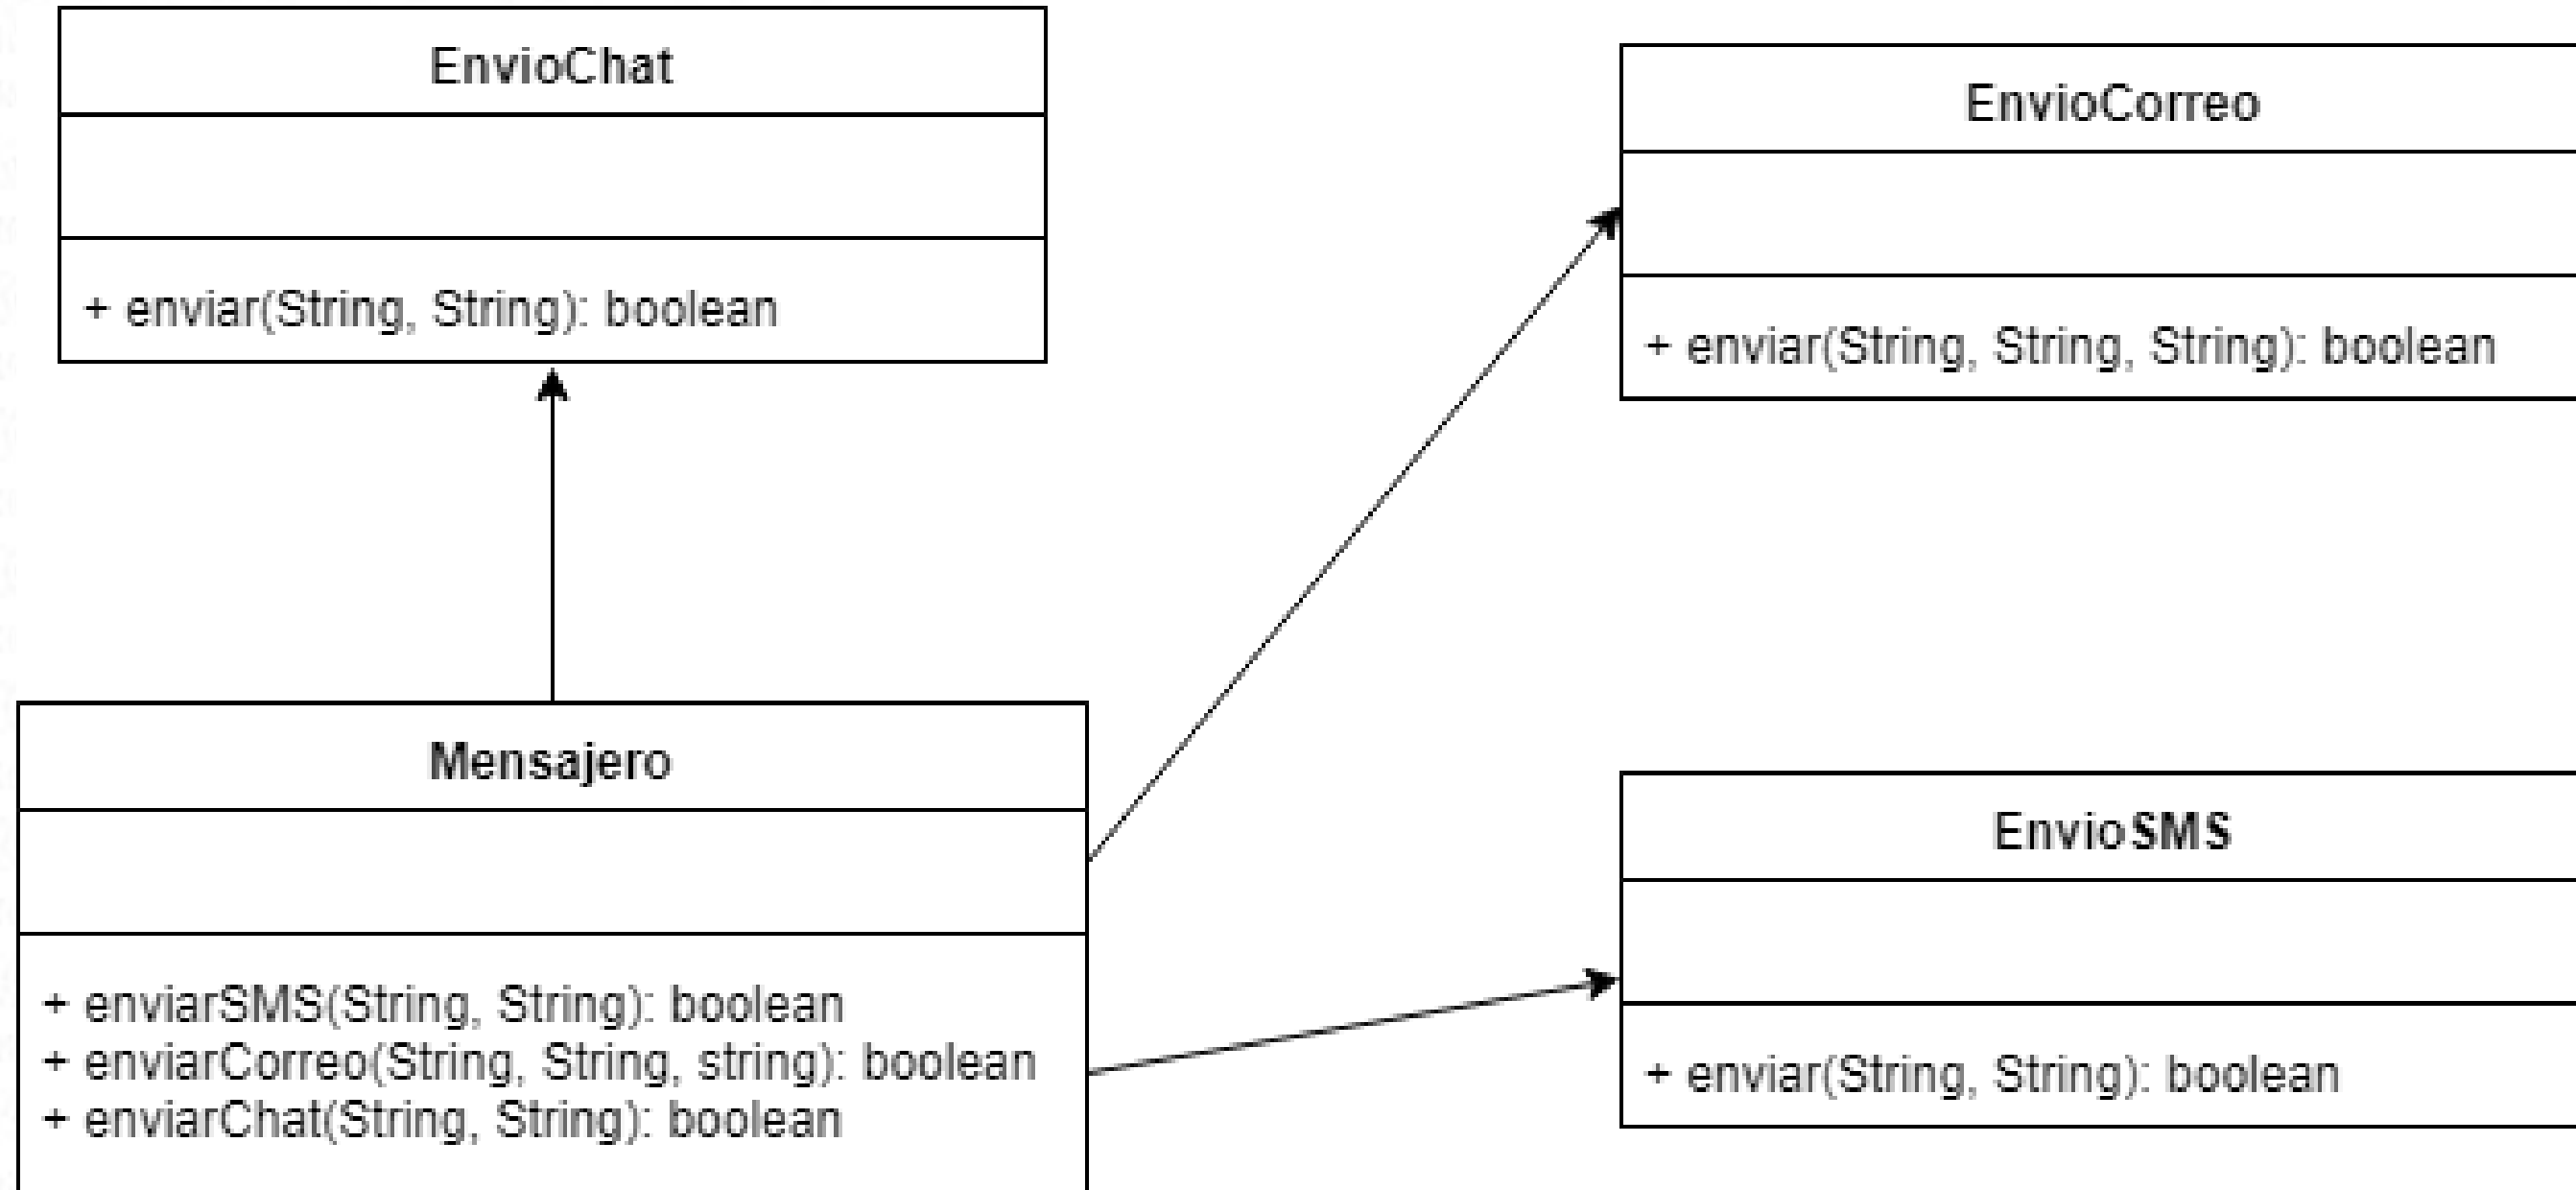 EnvioChat
+ enviar(String, String): boolean
EnvioCorreo
+ enviar(String, String, String): boolean
Mensajero
+ enviarSMS(String, String): boolean
+ enviarCorreo(String, String, string): boolean
+ enviarChat(String, String): boolean
EnvioSMS
+ enviar(String, String): boolean